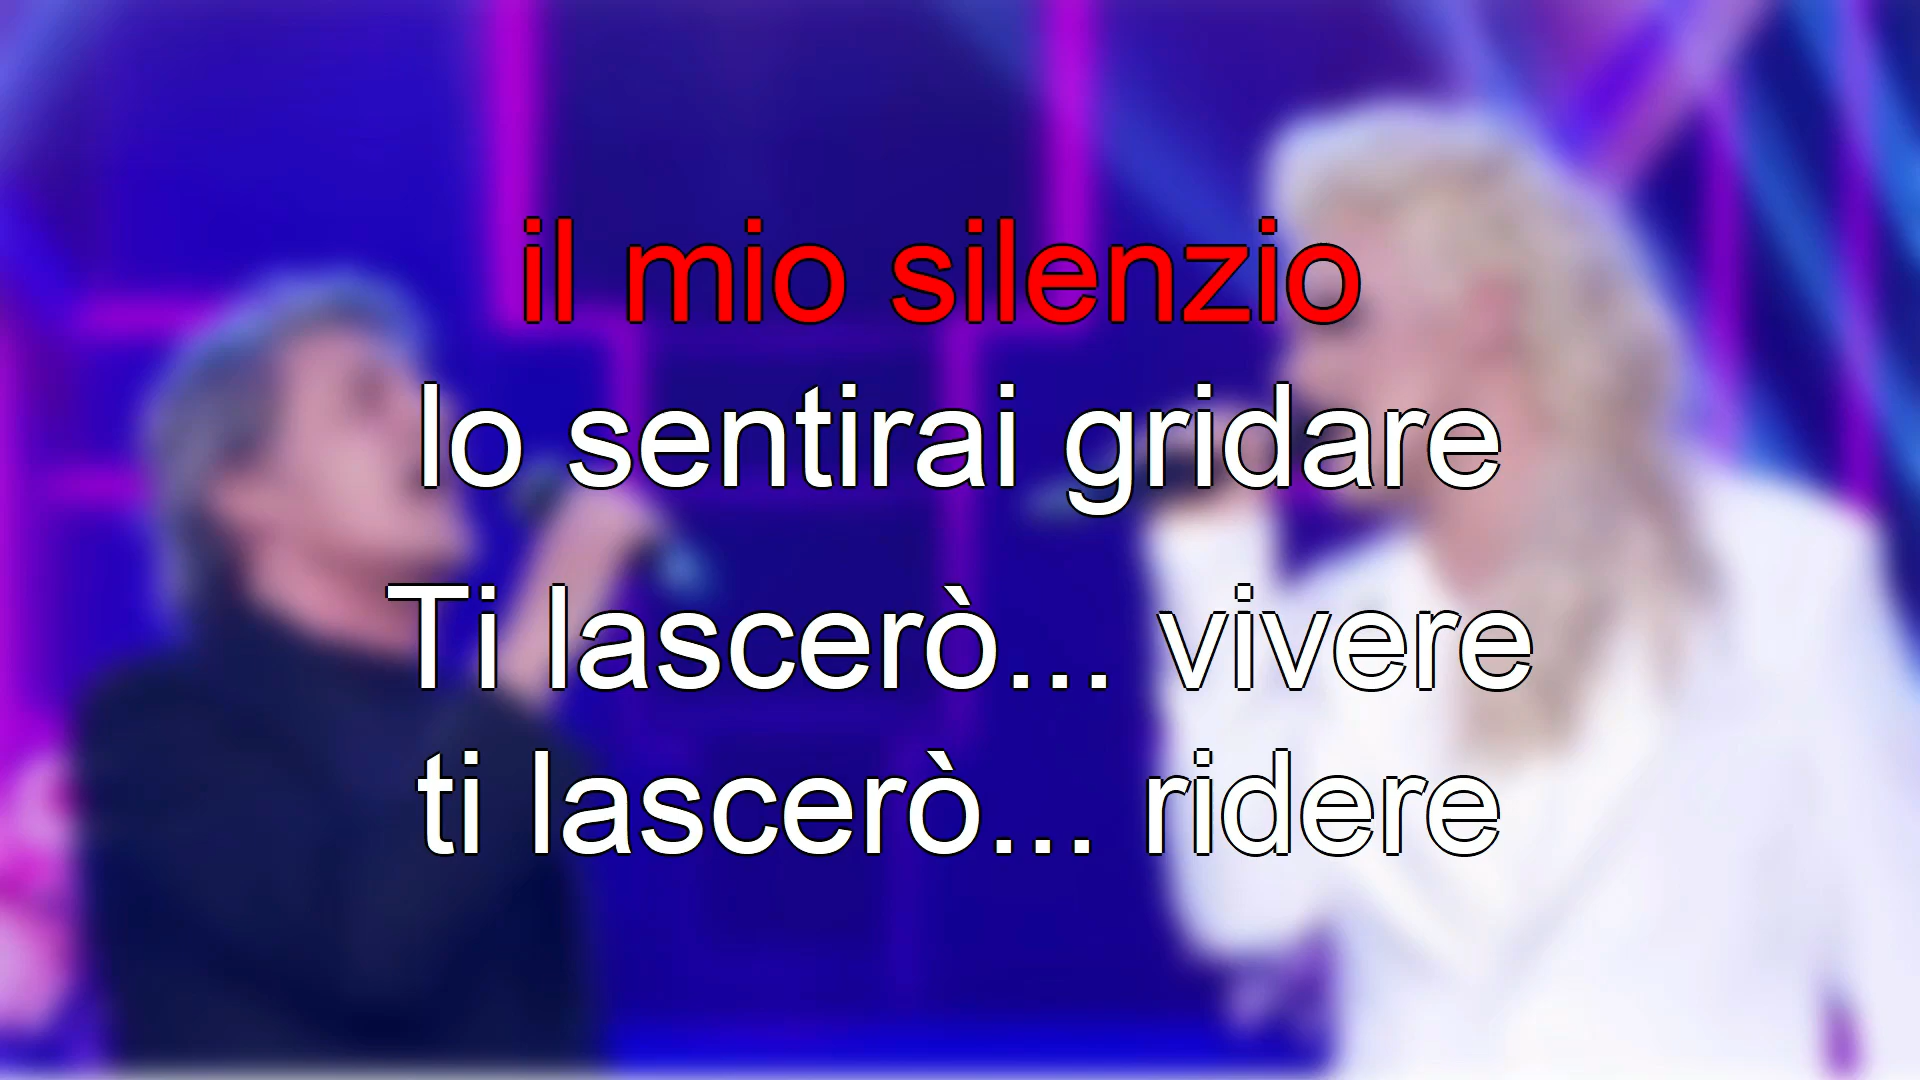 il mio silenzio
lo sentirai gridare
Ti lascerò... vivere
ti lascerò... ridere